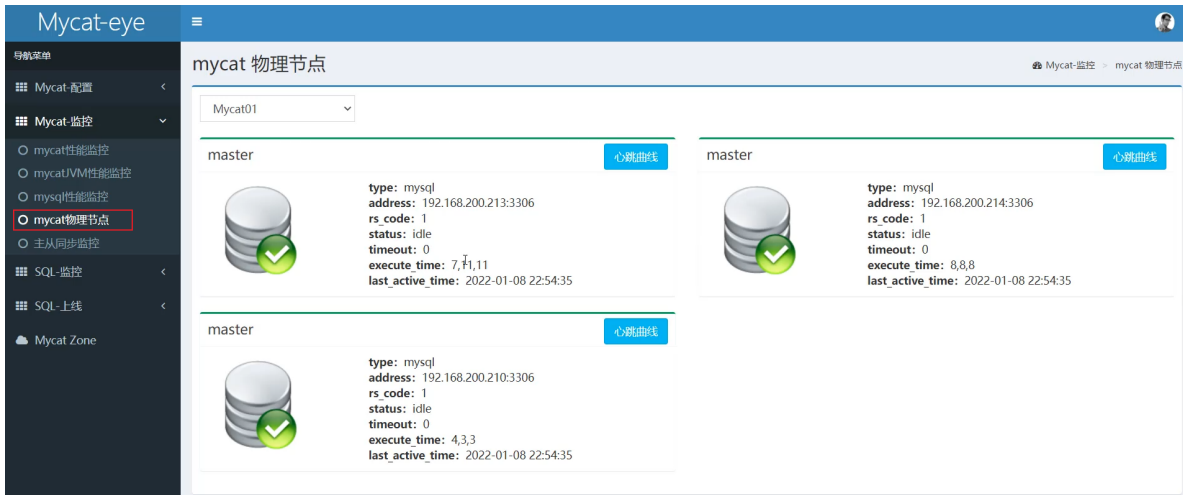 Mycat-eye
导航菜单
Mycat-配置
Mycat-监控
mycat性能监控
mycatJVM性能监控
mysql性能监控
mycat物理节点
主从同步监控
SQL-监控
SQL-上线
Mycat Zone
mycat 物理节点
Mycat-监控 > mycat 物理节点
Mycat01
master
心跳曲线
type: mysql
address: 192.168.200.213:3306
rs_code: 1
status: idle
timeout: 0
execute_time: 7,11,11
last_active_time: 2022-01-08 22:54:35
master
心跳曲线
type: mysql
address: 192.168.200.214:3306
rs_code: 1
status: idle
timeout: 0
execute_time: 8,8,8
last_active_time: 2022-01-08 22:54:35
master
心跳曲线
type: mysql
address: 192.168.200.210:3306
rs_code: 1
status: idle
timeout: 0
execute_time: 4,3,3
last_active_time: 2022-01-08 22:54:35